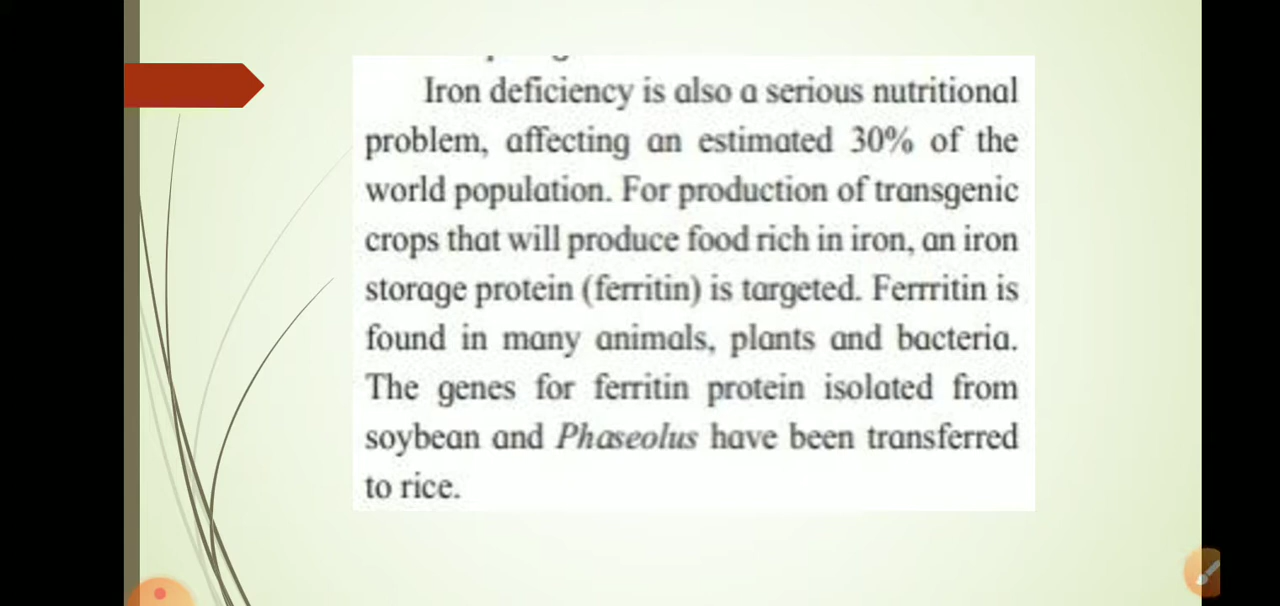 Iron deficiency is also a serious nutritional
problem, affecting an estimated 30% of the
world population. For production of transgenic
crops that will produce food rich in iron, an iron
storage protein (ferritin) is targeted. Ferrritin is
found in many animals, plants and bacteria.
The genes for ferritin protein isolated from
soybean and Phaseolus have been transferred
to rice.